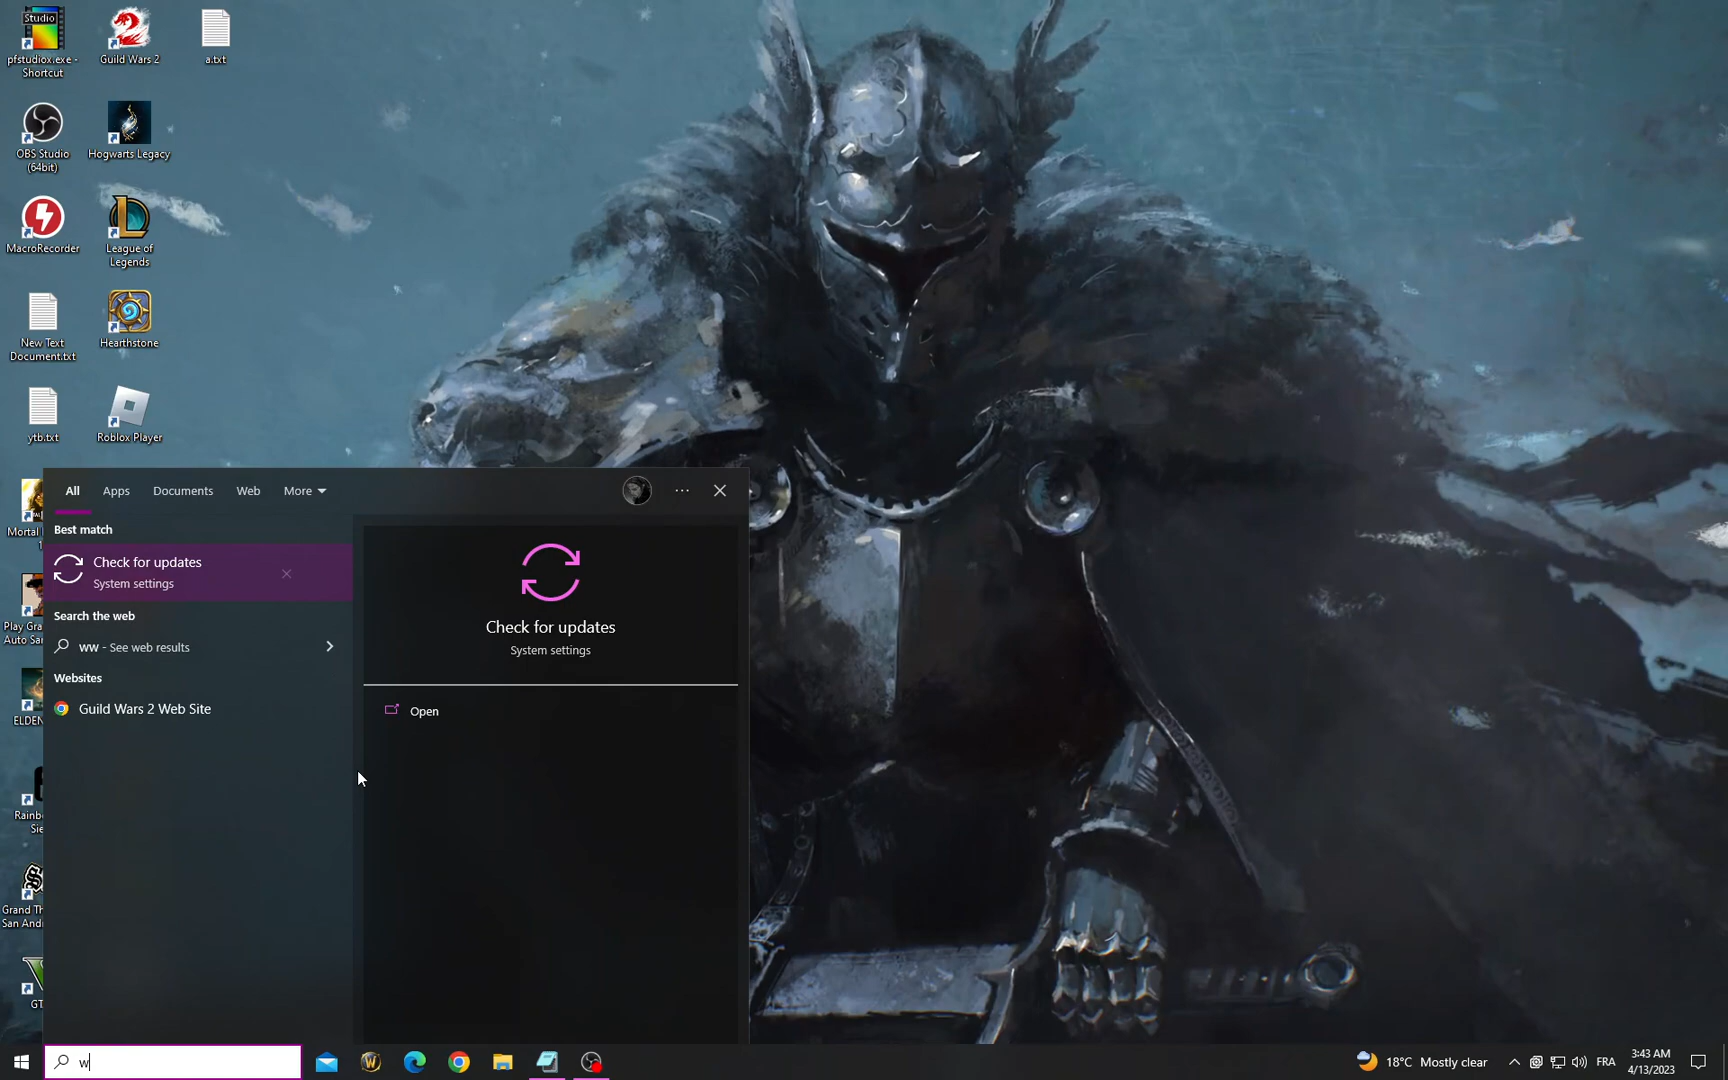 Studio
pfstudiox.exe -
Shortcut
Guild Wars 2
a.txt
OBS Studio
(64bit)
Hogwarts Legacy
MacroRecorder
League of
Legends
New Text
Document.txt
Hearthstone
ytb.txt
Roblox Player
Mortal
1
Play Gra
Auto Sar
ELDEN
Rainb
Sie
Grand Th
San Andr
GT
All
Apps
Documents
Web
More
Best match
Check for updates
System settings
Search the web
ww - See web results
Websites
Guild Wars 2 Web Site
Check for updates
System settings
Open
w
18°C Mostly clear
FRA
3:43 AM
4/13/2023